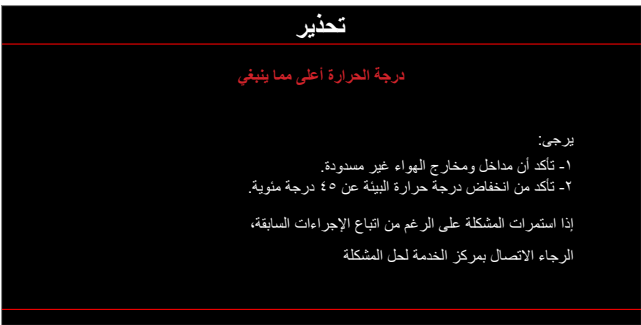 تحذير
درجة الحرارة أعلى مما ينبغي
يرجى:
١- تأكد أن مداخل ومخارج الهواء غير مسدودة.
٢- تأكد من انخفاض درجة حرارة البيئة عن ٤٥ درجة مئوية.
إذا استمرات المشكلة على الرغم من اتباع الإجراءات السابقة،
الرجاء الاتصال بمركز الخدمة لحل المشكلة